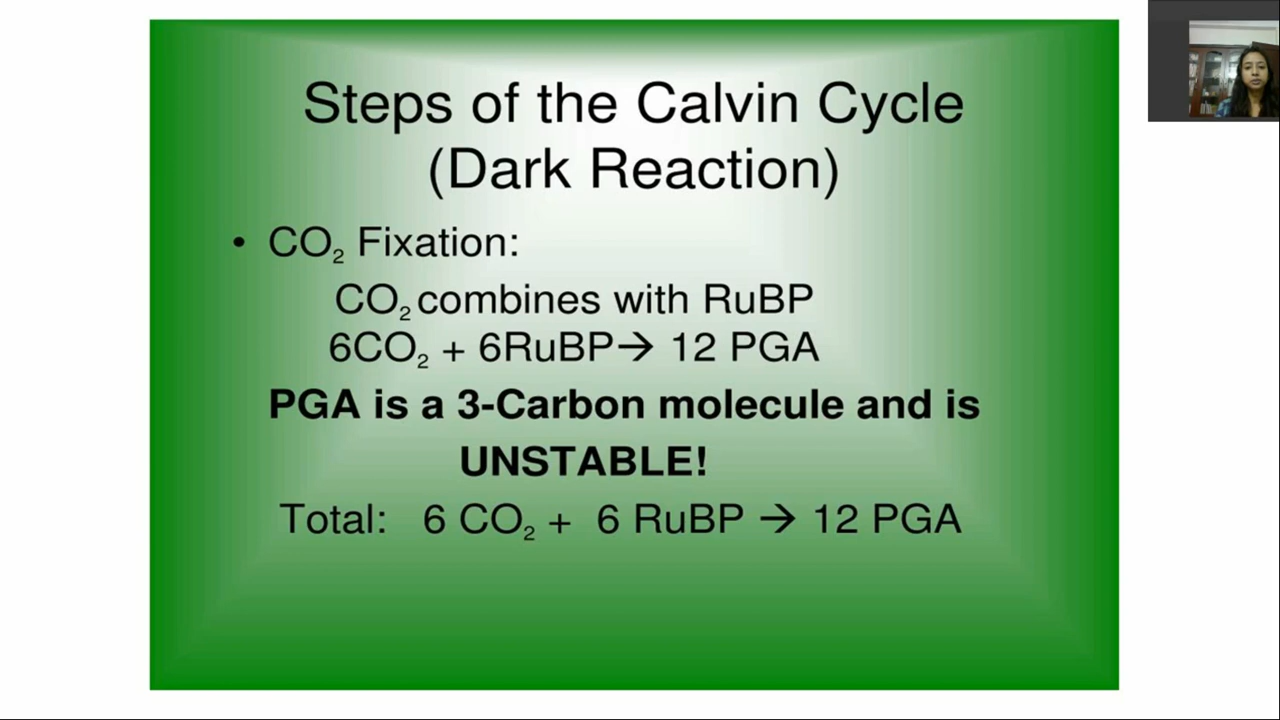 Steps of the Calvin Cycle
(Dark Reaction)
• CO₂ Fixation:
CO₂ combines with RuBP
6CO₂ + 6RuBP→ 12 PGA
PGA is a 3-Carbon molecule and is
UNSTABLE!
Total: 6 CO₂ + 6 RuBP → 12 PGA